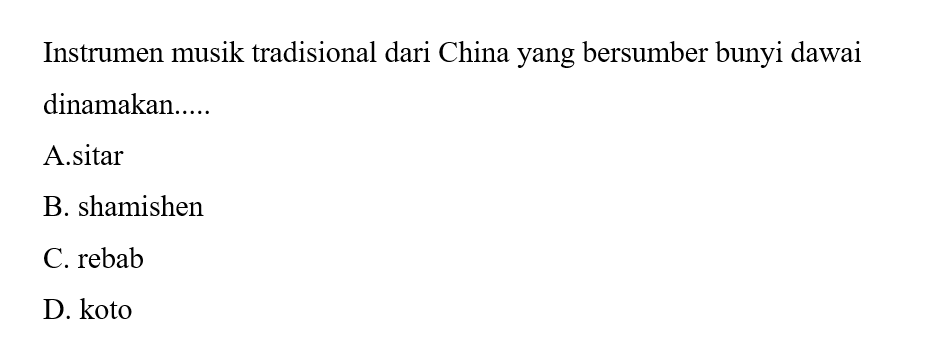 Instrumen musik tradisional dari China yang bersumber bunyi dawai
dinamakan.....
A.sitar
B. shamishen
C. rebab
D. koto